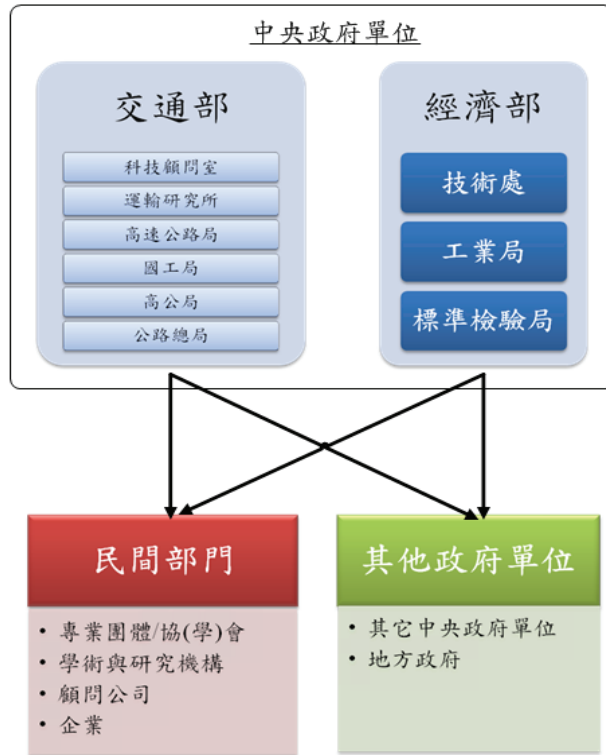 中央政府單位
交通部
科技顧問室
運輸研究所
高速公路局
國工局
高公局
公路總局
經濟部
技術處
工業局
標準檢驗局
民間部門
• 專業團體/協(學)會
• 學術與研究機構
• 顧問公司
• 企業
其他政府單位
• 其它中央政府單位
• 地方政府